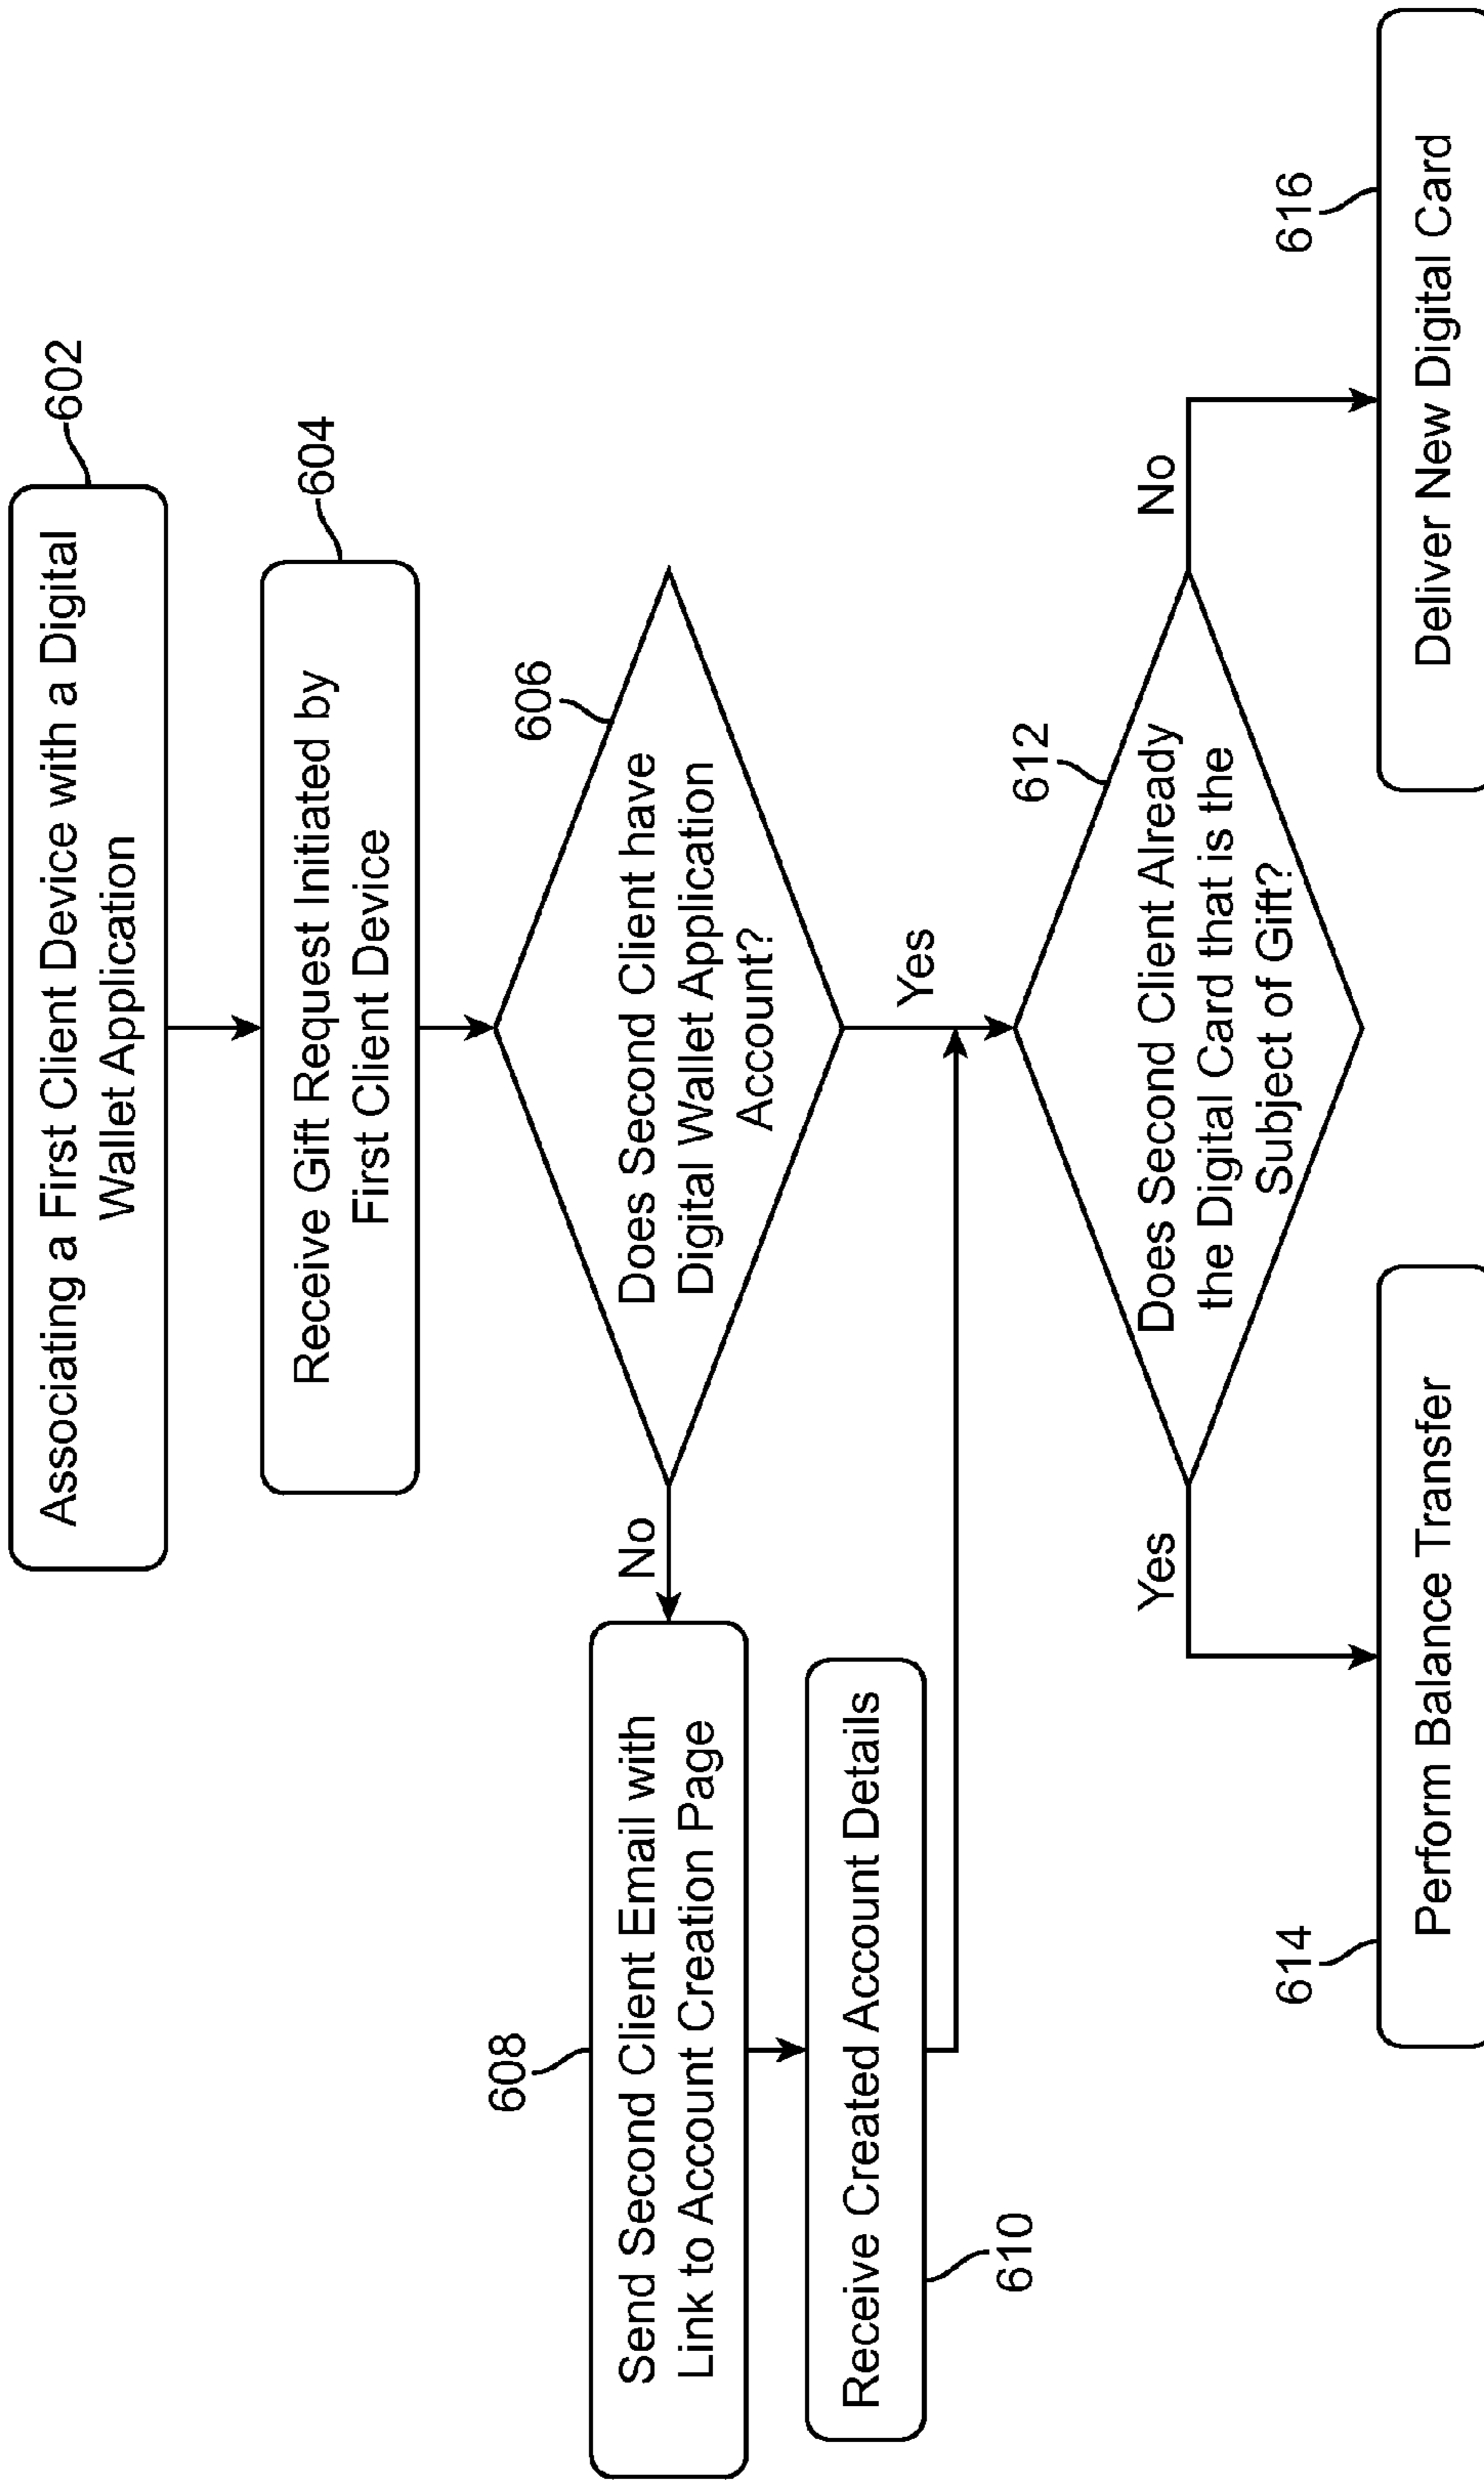 Associating a First Client Device with a Digital
Wallet Application
602
Receive Gift Request Initiated by
First Client Device
604
Does Second Client have
Digital Wallet Application
Account?
606
No
Yes
608
Send Second Client Email with
Link to Account Creation Page
Receive Created Account Details
610
Does Second Client Already
the Digital Card that is the
Subject of Gift?
612
Yes
No
614
Perform Balance Transfer
616
Deliver New Digital Card